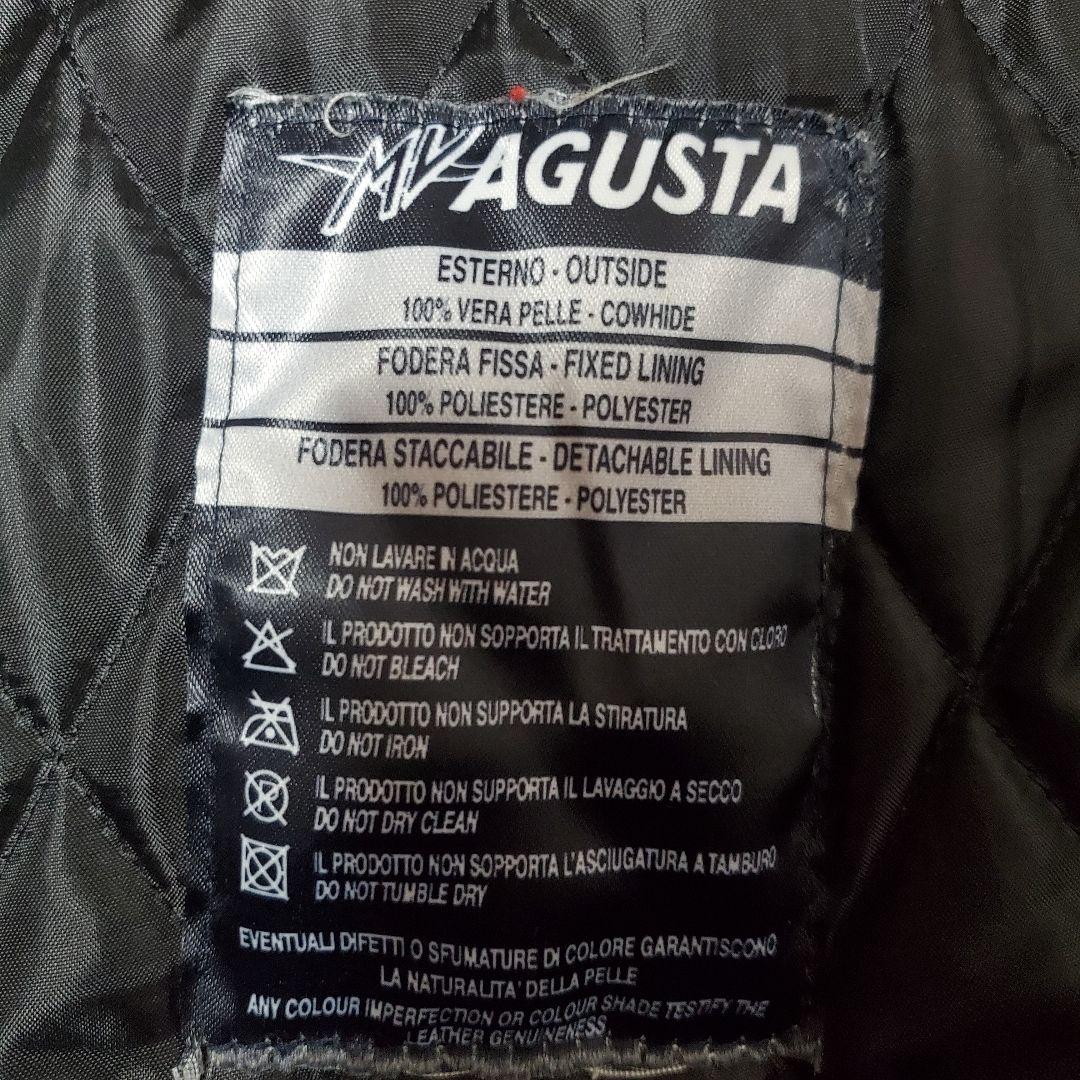 MV AGUSTA
ESTERNO - OUTSIDE
100% VERA PELLE - COWHIDE
FODERA FISSA - FIXED LINING
100% POLIESTERE - POLYESTER
FODERA STACCABILE - DETACHABLE LINING
100% POLIESTERE - POLYESTER
NON LAVARE IN ACQUA
DO NOT WASH WITH WATER
IL PRODOTTO NON SOPPORTA IL TRATTAMENTO CON CLORO
DO NOT BLEACH
IL PRODOTTO NON SUPPORTA LA STIRATURA
DO NOT IRON
P
IL PRODOTTO NON SUPPORTA IL LAVAGGIO A SECCO
DO NOT DRY CLEAN
IL PRODOTTO NON SOPPORTA L'ASCIUGATURA A TAMBURO
DO NOT TUMBLE DRY
EVENTUALI DIFETTI O SFUMATURE DI COLORE GARANTISCONO
LA NATURALITA' DELLA PELLE
ANY COLOUR IMPERFECTION OR COLOUR SHADE TESTIFY THE
LEATHER GENUINENESS